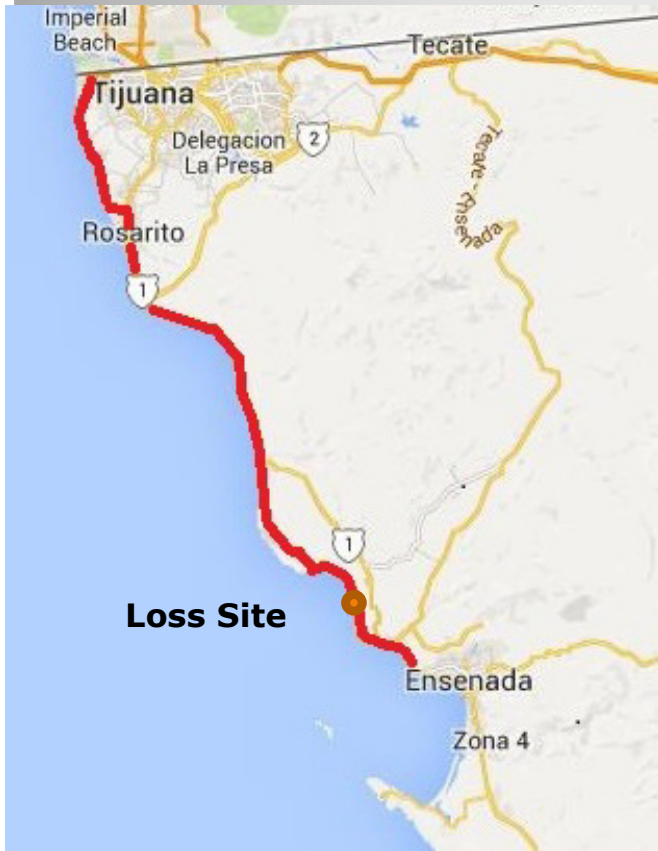 Imperial
Beach
Tecate
Tijuana
Delegacion
La Presa
2
Tecate - Ensenada
Rosarito
1
1
Loss Site
Ensenada
Zona 4